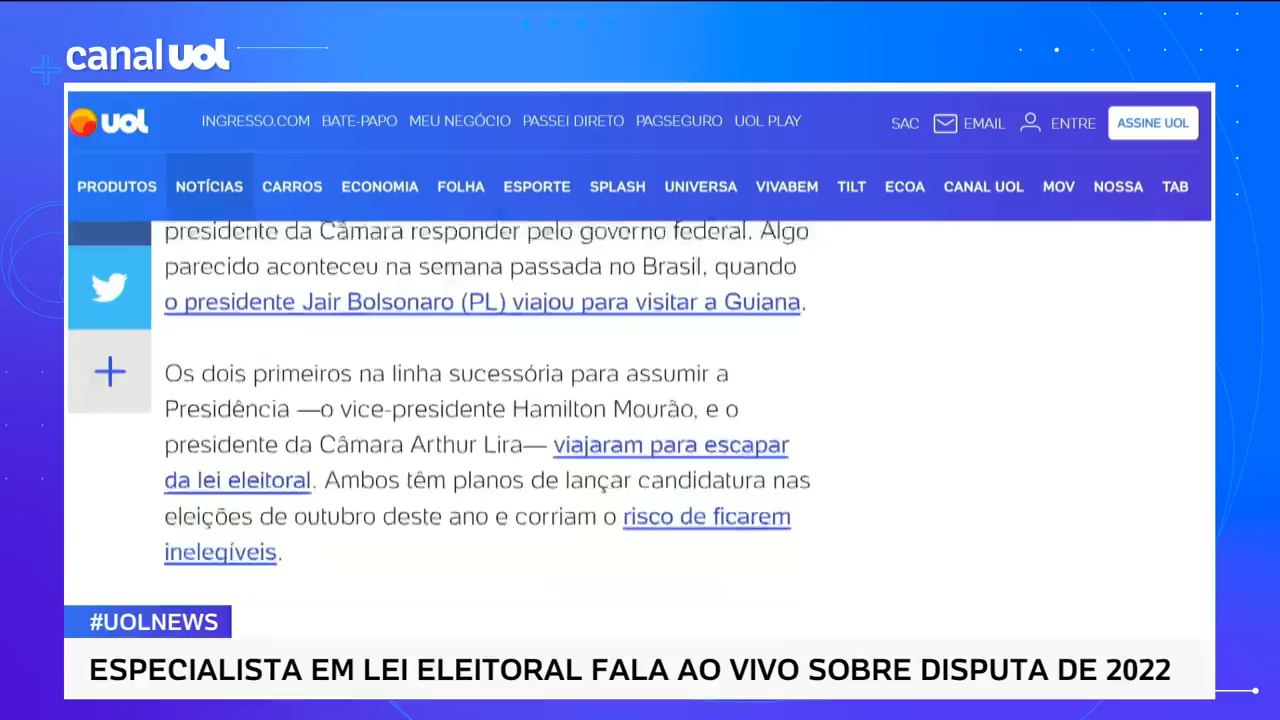 canal uol
uol
INGRESSO.COM BATE-PAPO MEU NEGÓCIO PASSEI DIRETO PAGSEGURO UOL PLAY
SAC EMAIL ENTRE ASSINE UOL
PRODUTOS NOTÍCIAS CARROS ECONOMIA FOLHA ESPORTE SPLASH UNIVERSA VIVABEM TILT ECOA CANAL UOL MOV NOSSA TAB
presidente da Câmara responder pelo governo federal. Algo
parecido aconteceu na semana passada no Brasil, quando
o presidente Jair Bolsonaro (PL) viajou para visitar a Guiana.
Os dois primeiros na linha sucessória para assumir a
Presidência —o vice-presidente Hamilton Mourão, e o
presidente da Câmara Arthur Lira— viajaram para escapar
da lei eleitoral. Ambos têm planos de lançar candidatura nas
eleições de outubro deste ano e corriam o risco de ficarem
inelegíveis.
#UOLNEWS
ESPECIALISTA EM LEI ELEITORAL FALA AO VIVO SOBRE DISPUTA DE 2022